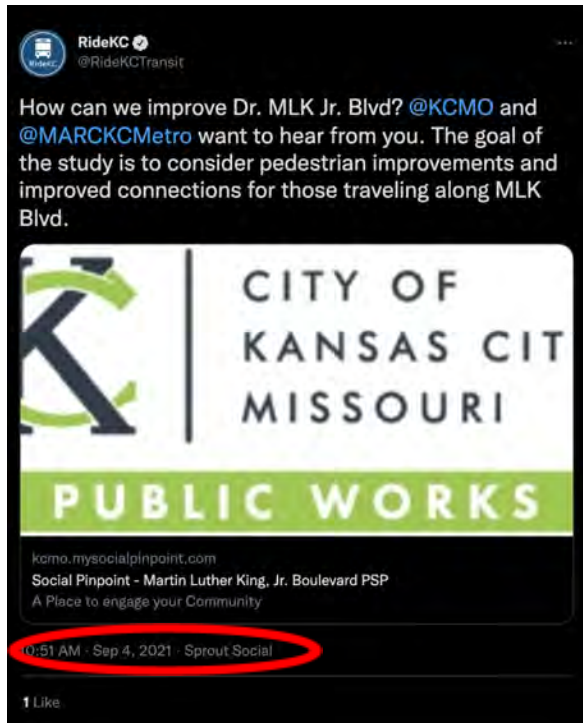 RideKC
@RideKCTransit
How can we improve Dr. MLK Jr. Blvd? @KCMO and
@MARCKCMetro want to hear from you. The goal of
the study is to consider pedestrian improvements and
improved connections for those traveling along MLK
Blvd.
CITY OF
KANSAS CIT
MISSOURI
PUBLIC WORKS
kcmo.mysocialpinpoint.com
Social Pinpoint - Martin Luther King, Jr. Boulevard PSP
A Place to engage your Community
10:51 AM · Sep 4, 2021 · Sprout Social
1 Like